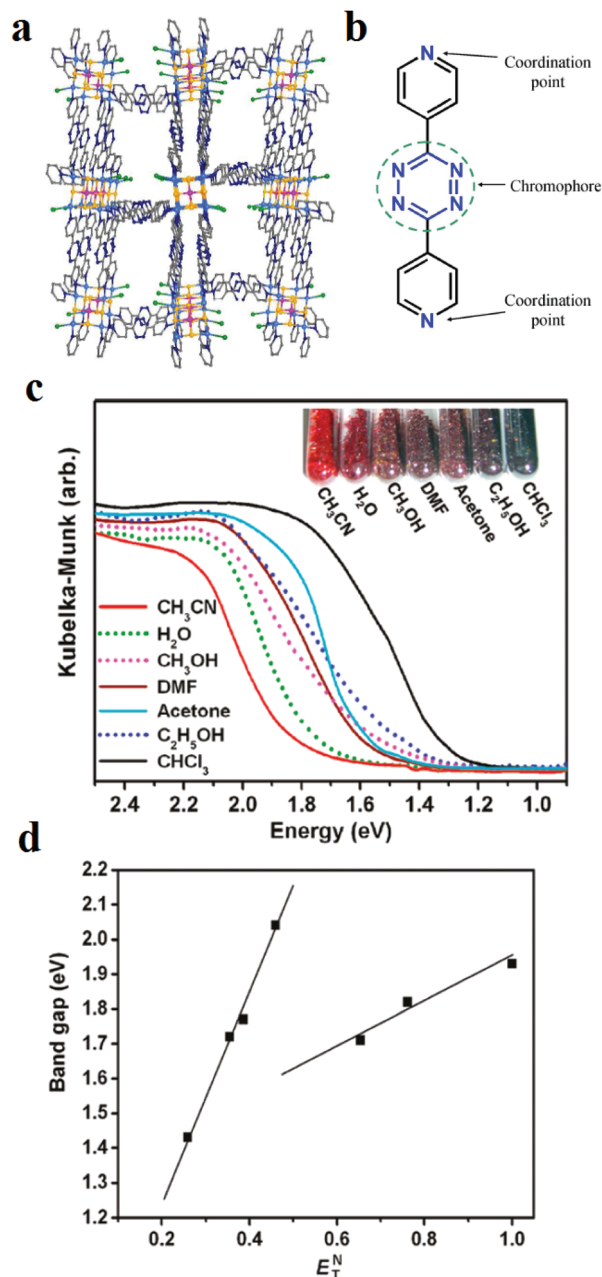 a
b
N
Coordination
point
N
N
N
N
Chromophore
N
Coordination
point
c
CH₃CN
H₂O
CH₃OH
DMF
Acetone
C₂H₅OH
CHCl₃
Kubelka-Munk (arb.)
CH₃CN
H₂O
CH₃OH
DMF
Acetone
C₂H₅OH
CHCl₃
2.4 2.2 2.0 1.8 1.6 1.4 1.2 1.0
Energy (eV)
d
Band gap (eV)
2.2
2.1
2.0
1.9
1.8
1.7
1.6
1.5
1.4
1.3
1.2
0.2 0.4 0.6 0.8 1.0
E_T^N